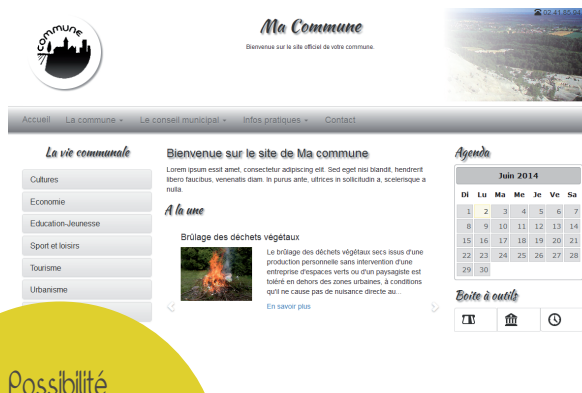 Commune
Ma Commune
Bienvenue sur le site officiel de votre commune.
☎ 02.41.85.94
Accueil La commune Le conseil municipal Infos pratiques Contact
La vie communale
Cultures
Economie
Education-Jeunesse
Sport et loisirs
Tourisme
Urbanisme
Bienvenue sur le site de Ma commune
Lorem ipsum essit amet, consectetur adipiscing elit. Sed eget nisi blandit, hendrerit
libero faucibus, venenatis diam. In purus ante, ultrices in sollicitudin a, scelerisque a
nulla.
A la une
Brûlage des déchets végétaux
Le brûlage des déchets végétaux secs issus d'une
production personnelle sans intervention d'une
entreprise d'espaces verts ou d'un paysagiste est
toléré en dehors des zones urbaines, à conditions
qu'il ne cause pas de nuisance directe au...
En savoir plus
Agenda
Juin 2014
Di Lu Ma Me Je Ve Sa
1 2 3 4 5 6 7
8 9 10 11 12 13 14
15 16 17 18 19 20 21
22 23 24 25 26 27 28
29 30
Boite à outils
Possibilité